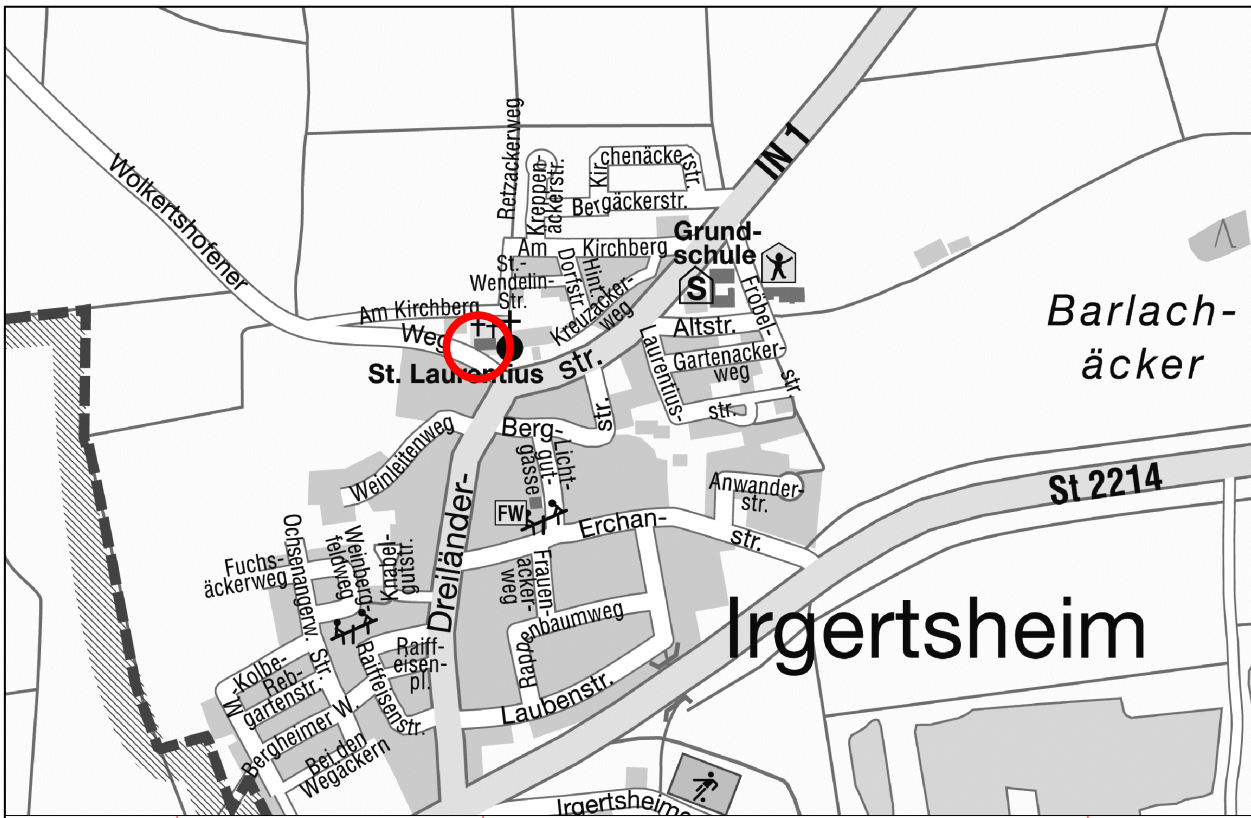 IN 1
Wolkertshofener
Weg
Retzackerweg
Kreppen-
äckerstr.
Kirchenäckerstr.
Bergäckerstr.
Am Kirchberg
St.-
Wendelin-
Str.
Dorfstr.
Hint.
Kreuzäcker-
weg
Grund-
schule
S
Fröbel-
str.
Barlach-
äcker
Am Kirchberg
St. Laurentius
Altstr.
Gartenacker-
weg
Laurentius-
str.
Weinleitenweg
Berg-
str.
Licht-
gut-
gasse
FW
Anwander-
str.
St 2214
Erchan-
str.
Dreiländer-
str.
Fuchs-
äckerweg
Ochsenangerw.
Weinberg-
feldweg
Knabel-
gutstr.
Frauen-
äcker-
weg
Rappenbaumweg
Irgertsheim
Raiff-
eisen-
pl.
Raiffeisenstr.
Laubenstr.
M.-Kolbe-
Str.
Reb-
gartenstr.
Bergheimer W.
Bei den
Wegäckern
Irgertsheime